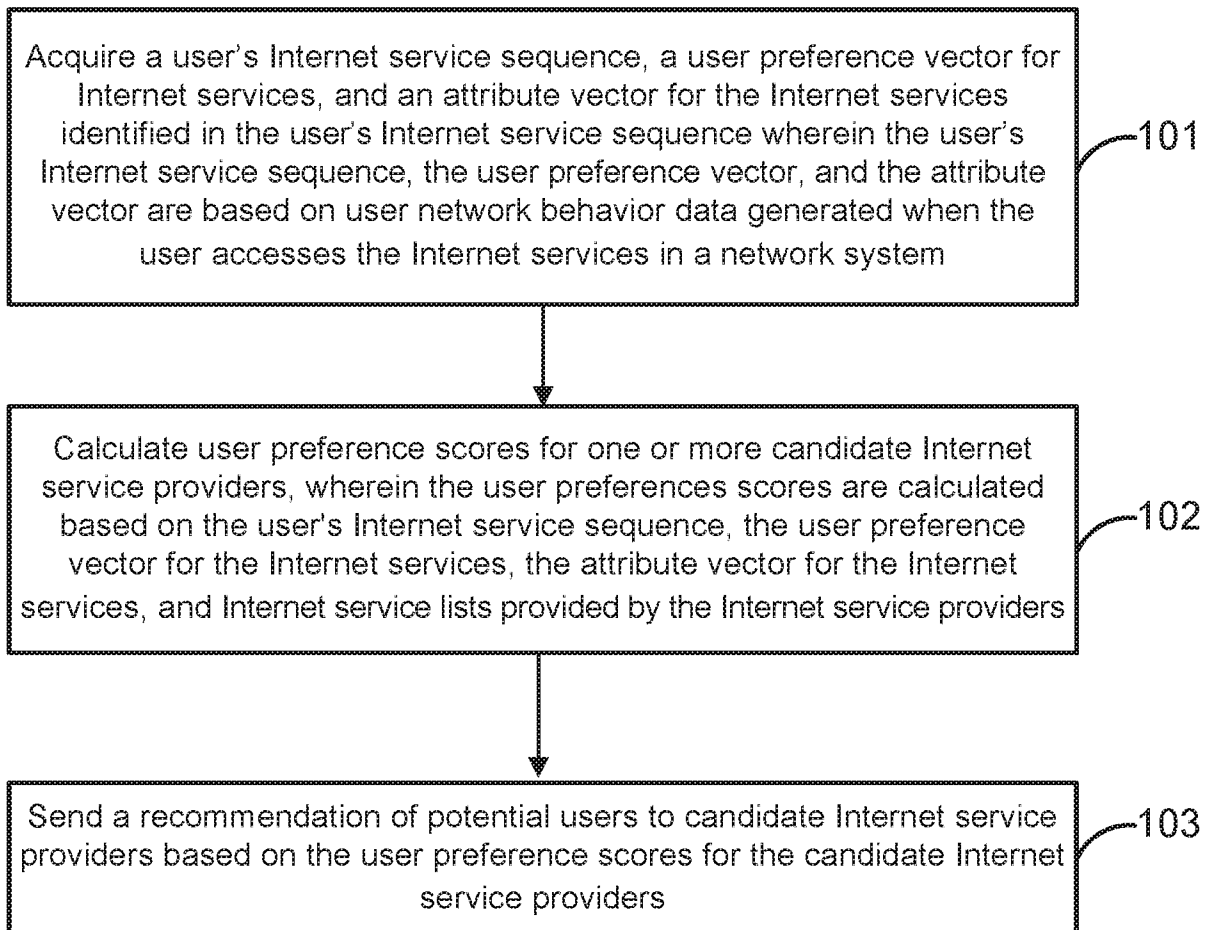 Acquire a user's Internet service sequence, a user preference vector for
Internet services, and an attribute vector for the Internet services
identified in the user's Internet service sequence wherein the user's
Internet service sequence, the user preference vector, and the attribute
vector are based on user network behavior data generated when the
user accesses the Internet services in a network system
101
Calculate user preference scores for one or more candidate Internet
service providers, wherein the user preferences scores are calculated
based on the user's Internet service sequence, the user preference
vector for the Internet services, the attribute vector for the Internet
services, and Internet service lists provided by the Internet service providers
102
Send a recommendation of potential users to candidate Internet service
providers based on the user preference scores for the candidate Internet
service providers
103